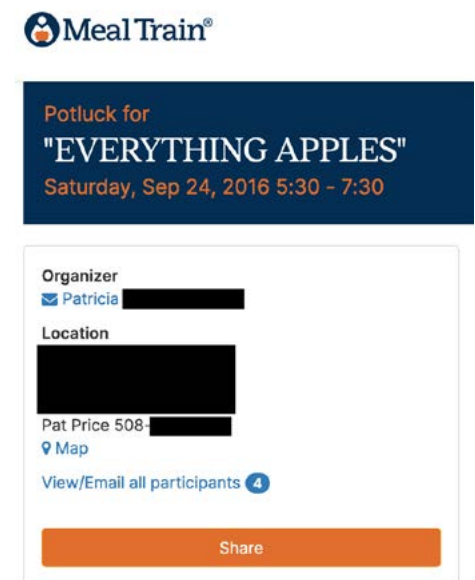 Meal Train®
Potluck for
"EVERYTHING APPLES"
Saturday, Sep 24, 2016 5:30 - 7:30
Organizer
Patricia
Location
Pat Price 508-
Map
View/Email all participants 4
Share